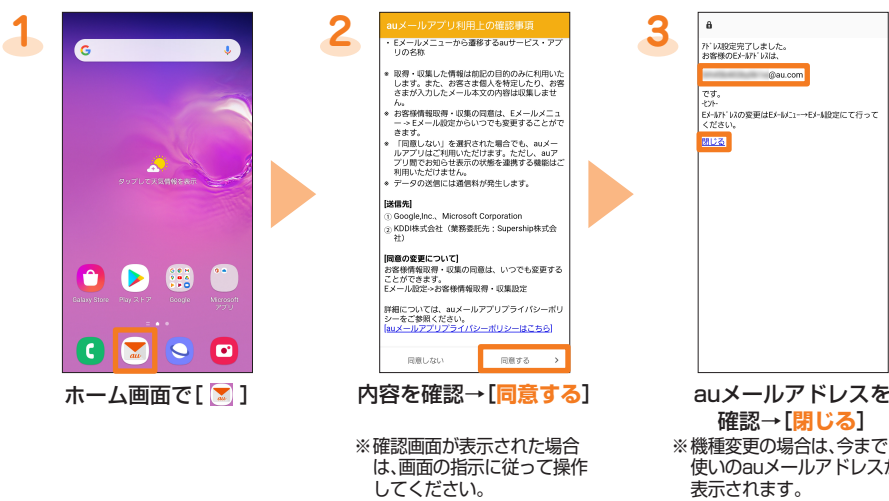 1
G
タップして天気情報を表示
Galaxy Store
Play ストア
Google
Microsoft
アプリ
au
ホーム画面で[ au ]
2
auメールアプリ利用上の確認事項
・ Eメールメニューから遷移するauサービス・アプ
リの名称
※ 取得・収集した情報は前記の目的のみに利用いた
します。また、お客さま個人を特定したり、お客
さまが入力したメール本文の内容は収集しませ
ん。
※ お客様情報取得・収集の同意は、Eメールメニュ
ー -> Eメール設定からいつでも変更することがで
きます。
※ 「同意しない」を選択された場合でも、auメー
ルアプリはご利用いただけます。ただし、auア
プリ間でお知らせ表示の状態を連携する機能はご
利用いただけません。
※ データの送信には通信料が発生します。
[送信先]
① Google,Inc.、Microsoft Corporation
② KDDI株式会社（業務委託先：Supership株式会
社）
[同意の変更について]
お客様情報取得・収集の同意は、いつでも変更する
ことができます。
Eメール設定->お客様情報取得・収集設定
詳細については、auメールアプリプライバシーポリ
シーをご参照ください。
[auメールアプリプライバシーポリシーはこちら]
同意しない
同意する >
内容を確認→[同意する]
※確認画面が表示された場合
は、画面の指示に従って操作
してください。
3
ｱﾄﾞﾚｽ設定完了しました。
お客様のEﾒｰﾙｱﾄﾞﾚｽは、
@au.com
です。
-ﾋﾝﾄ-
Eﾒｰﾙｱﾄﾞﾚｽの変更はEﾒｰﾙﾒﾆｭｰ→Eﾒｰﾙ設定にて行って
ください。
閉じる
auメールアドレスを
確認→[閉じる]
※機種変更の場合は、今まで
使いのauメールアドレスが
表示されます。